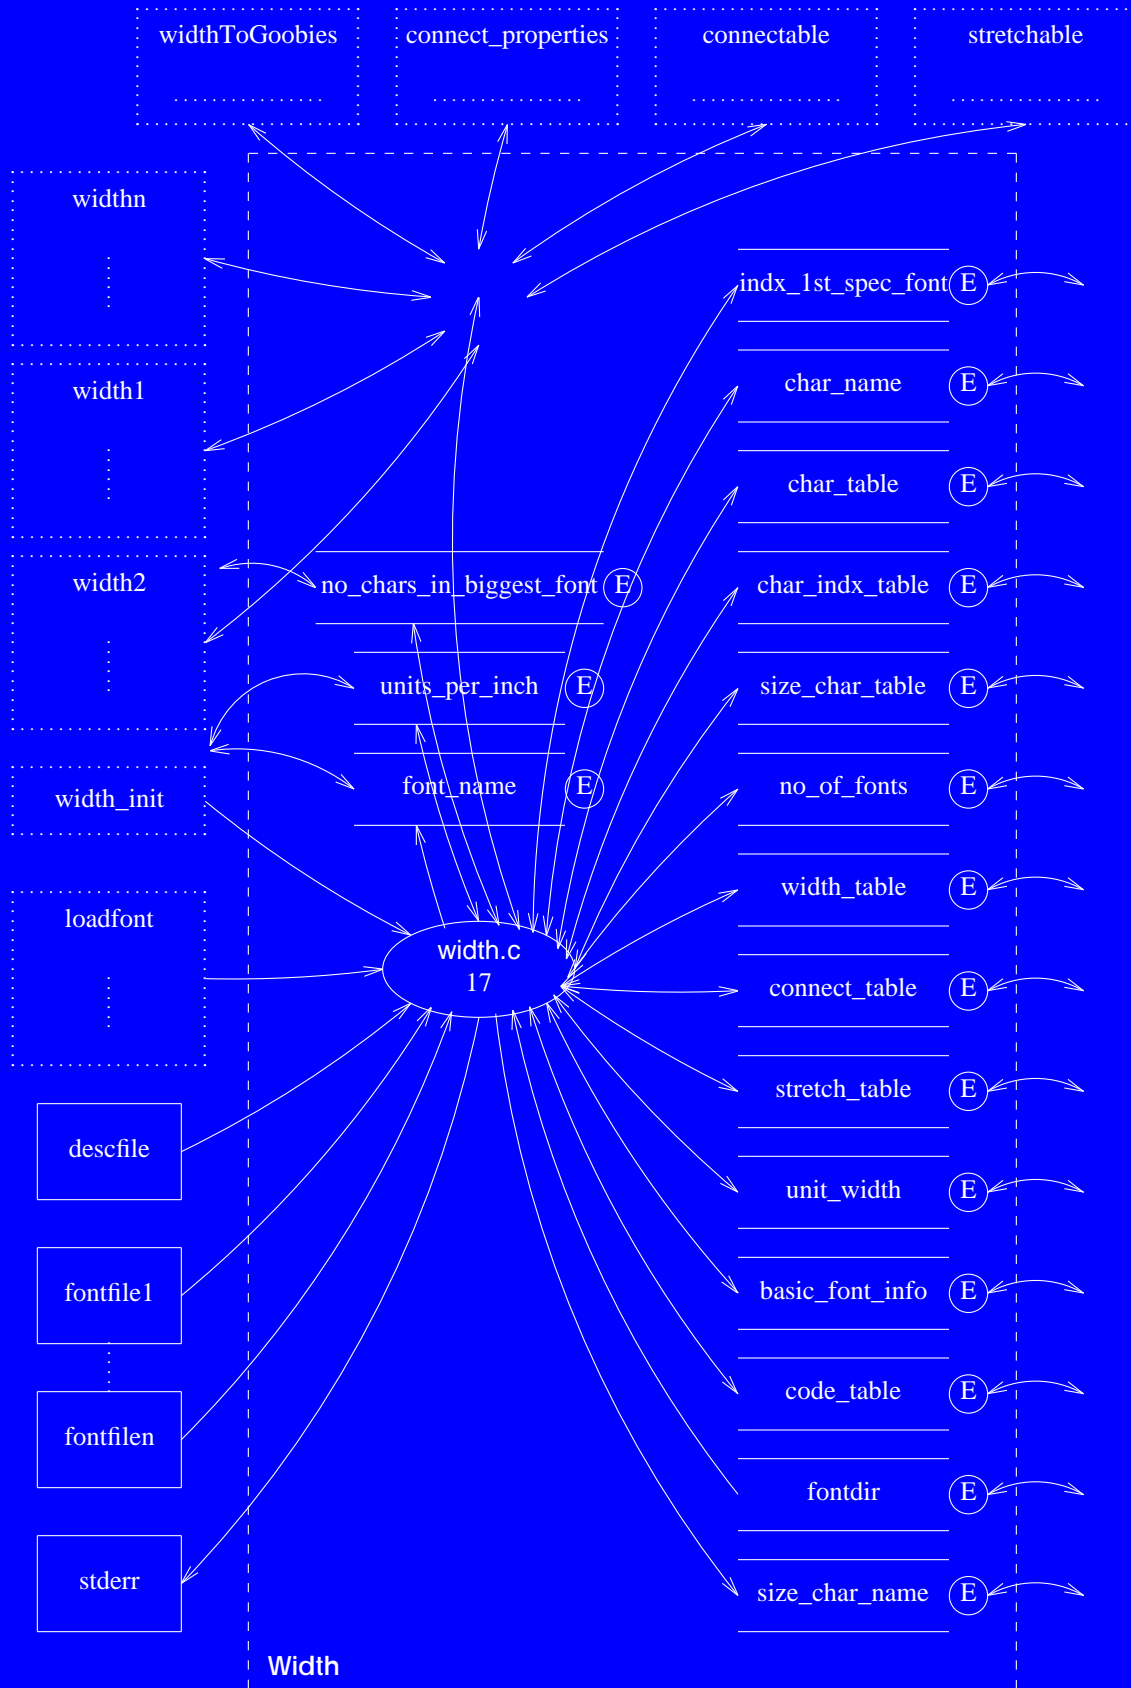 widthToGoobies
connect_properties
connectable
stretchable
widthn
indx_1st_spec_font
E
width1
char_name
E
char_table
E
width2
no_chars_in_biggest_font
E
char_indx_table
E
units_per_inch
E
size_char_table
E
width_init
font_name
E
no_of_fonts
E
width_table
E
loadfont
width.c
17
connect_table
E
stretch_table
E
descfile
unit_width
E
fontfile1
basic_font_info
E
code_table
E
fontfilen
fontdir
E
stderr
size_char_name
E
Width